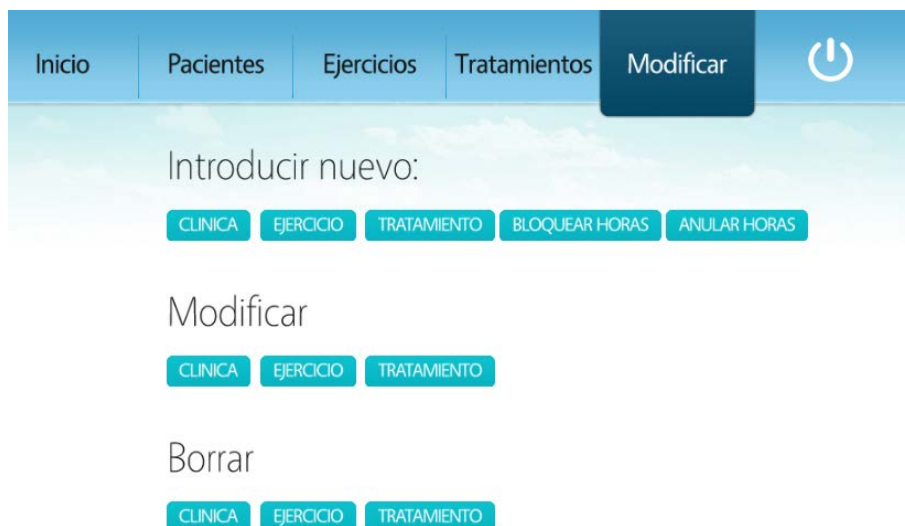 Inicio Pacientes Ejercicios Tratamientos Modificar
Introducir nuevo:
CLINICA EJERCICIO TRATAMIENTO BLOQUEAR HORAS ANULAR HORAS
Modificar
CLINICA EJERCICIO TRATAMIENTO
Borrar
CLINICA EJERCICIO TRATAMIENTO